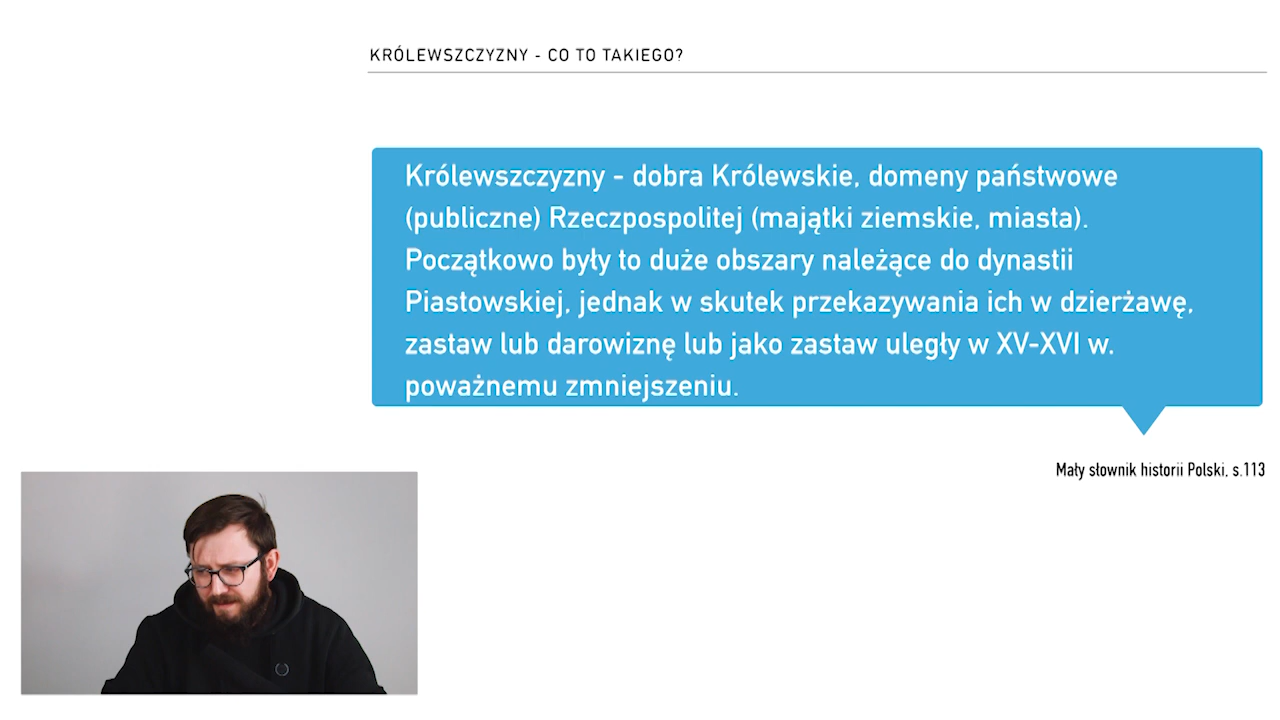 KRÓLEWSZCZYZNY - CO TO TAKIEGO?
Królewszczyzny - dobra Królewskie, domeny państwowe
(publiczne) Rzeczpospolitej (majątki ziemskie, miasta).
Początkowo były to duże obszary należące do dynastii
Piastowskiej, jednak w skutek przekazywania ich w dzierżawę,
zastaw lub darowiznę lub jako zastaw uległy w XV-XVI w.
poważnemu zmniejszeniu.
Mały słownik historii Polski, s.113